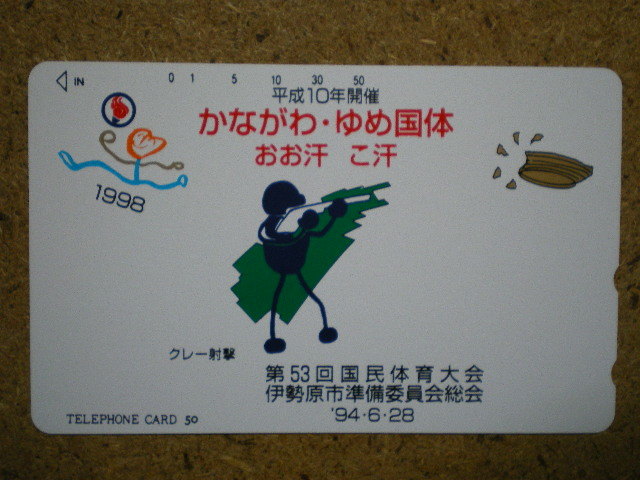 IN 0 1 5 10 30 50
平成10年開催
かながわ・ゆめ国体
おお汗 こ汗
1998
クレー射撃
第53回国民体育大会
伊勢原市準備委員会総会
'94・6・28
TELEPHONE CARD 50